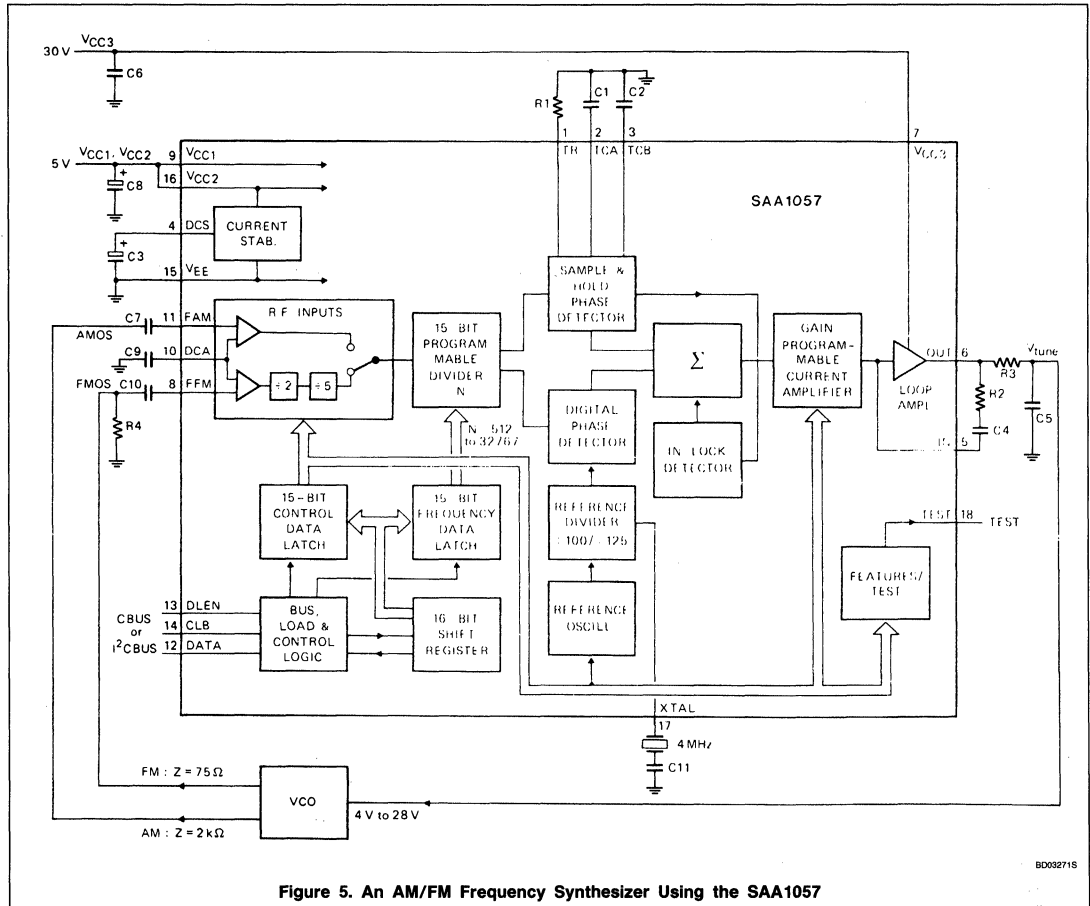 VCC3
30 V
C6
R1
C1
C2
1
2
3
7
TR
TCA
TCB
VCC3
VCC1, VCC2
5 V
9
VCC1
16
VCC2
C8
+
SAA1057
4
DCS
CURRENT
STAB.
C3
+
15
VEE
C7
11
FAM
AMOS
C9
10
DCA
FMOS
C10
8
FFM
R4
RF INPUTS
÷2
÷5
15 BIT
PROGRAM
MABLE
DIVIDER
N
SAMPLE &
HOLD
PHASE
DETECTOR
Σ
GAIN
PROGRAM-
MABLE
CURRENT
AMPLIFIER
OUT
6
LOOP
AMPL
R3
Vtune
R2
C4
C5
5
DIGITAL
PHASE
DETECTOR
IN LOCK
DETECTOR
N 512
to 32767
15-BIT
CONTROL
DATA
LATCH
15 BIT
FREQUENCY
DATA
LATCH
REFERENCE
DIVIDER
100/ 125
TEST
18
TEST
FEATURES/
TEST
REFERENCE
OSCILL
CBUS
or
I2CBUS
13
DLEN
14
CLB
12
DATA
BUS,
LOAD &
CONTROL
LOGIC
16 BIT
SHIFT
REGISTER
XTAL
17
4 MHz
C11
FM : Z = 75 Ω
VCO
4 V to 28 V
AM : Z = 2 kΩ
BD03271S
Figure 5. An AM/FM Frequency Synthesizer Using the SAA1057